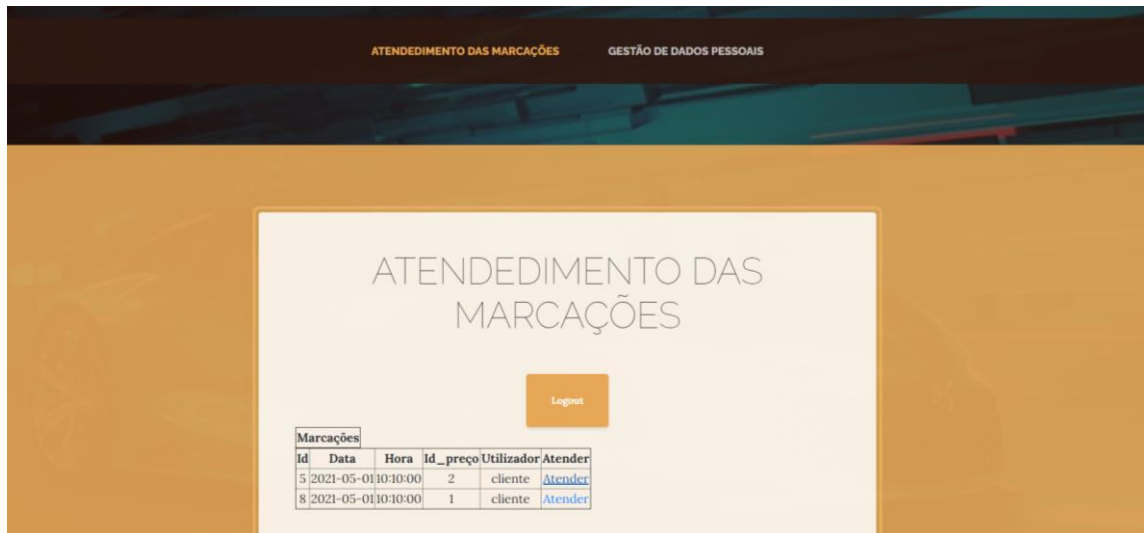 ATENDEDIMENTO DAS MARCAÇÕES GESTÃO DE DADOS PESSOAIS
ATENDEDIMENTO DAS
MARCAÇÕES
Logout
Marcações
Id Data Hora Id_preço Utilizador Atender
5 2021-05-01 10:10:00 2 cliente Atender
8 2021-05-01 10:10:00 1 cliente Atender